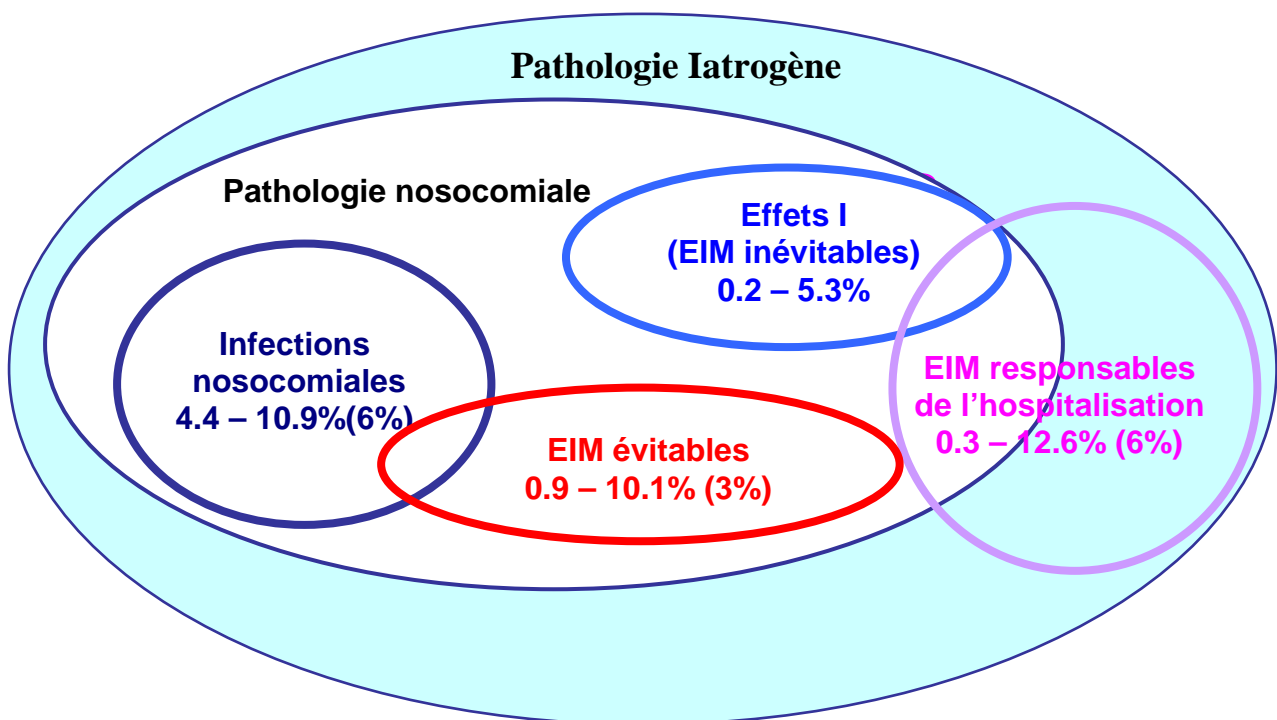 Pathologie Iatrogène
Pathologie nosocomiale
Effets I
(EIM inévitables)
0.2 – 5.3%
Infections
nosocomiales
4.4 – 10.9%(6%)
EIM responsables
de l’hospitalisation
0.3 – 12.6% (6%)
EIM évitables
0.9 – 10.1% (3%)